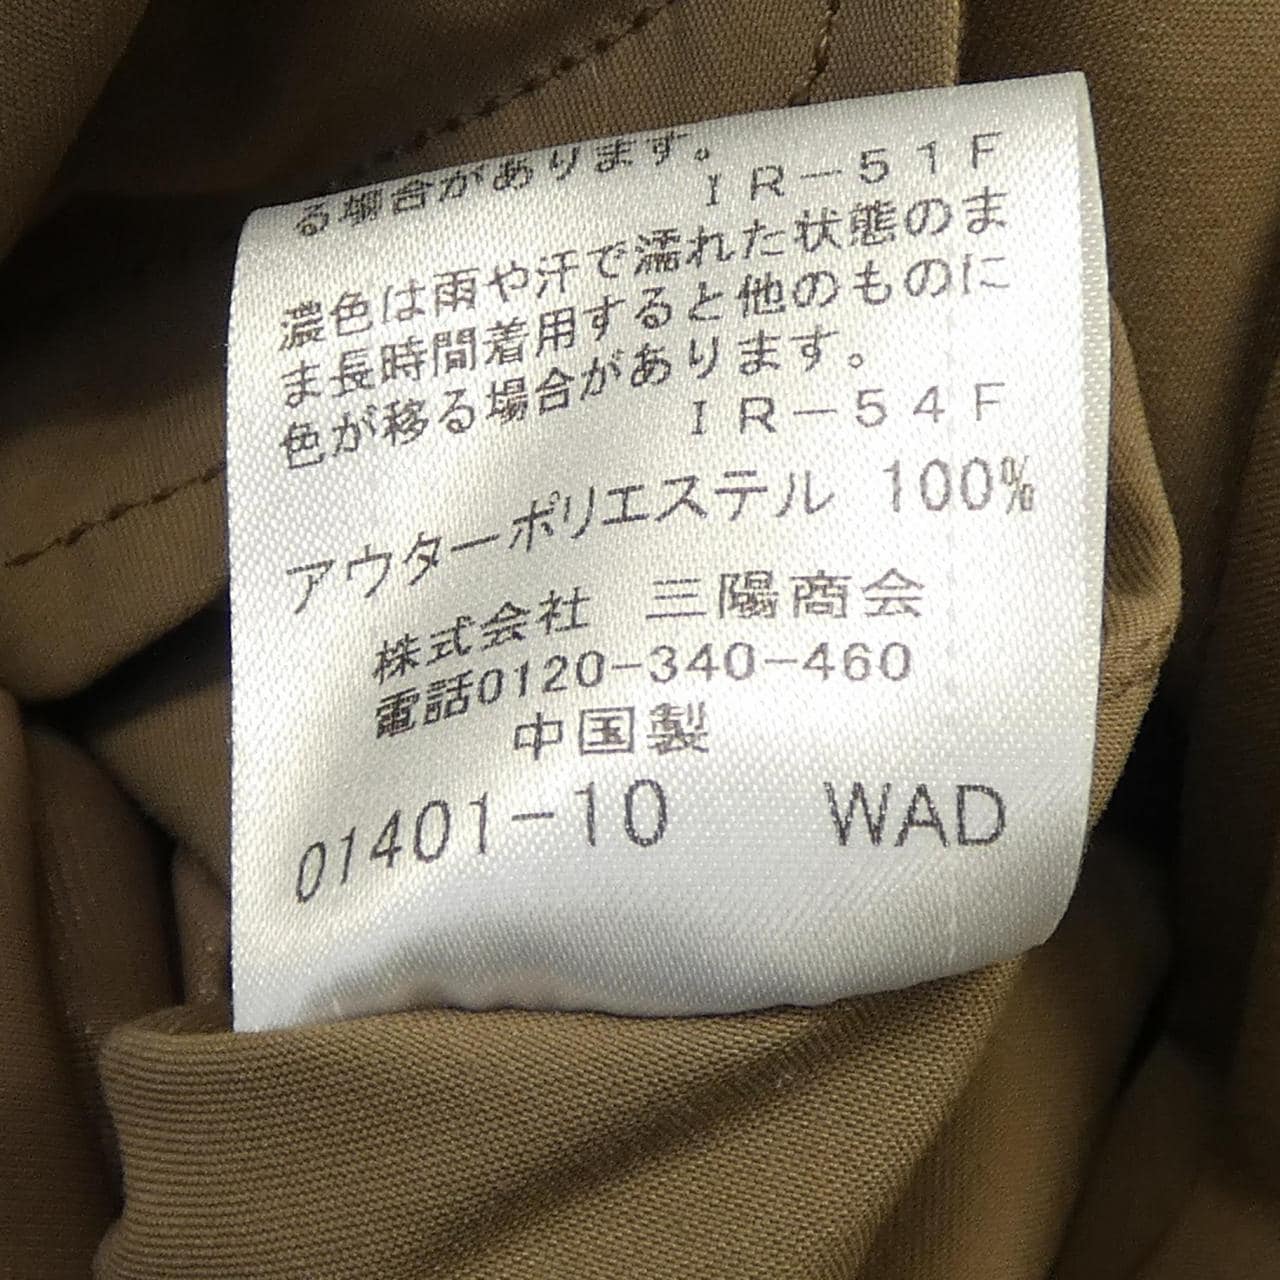 る場合があります。
IR-51F
濃色は雨や汗で濡れた状態のま
ま長時間着用すると他のものに
色が移る場合があります。
IR-54F
アウターポリエステル 100%
株式会社 三陽商会
電話0120-340-460
中国製
01401-10 WAD